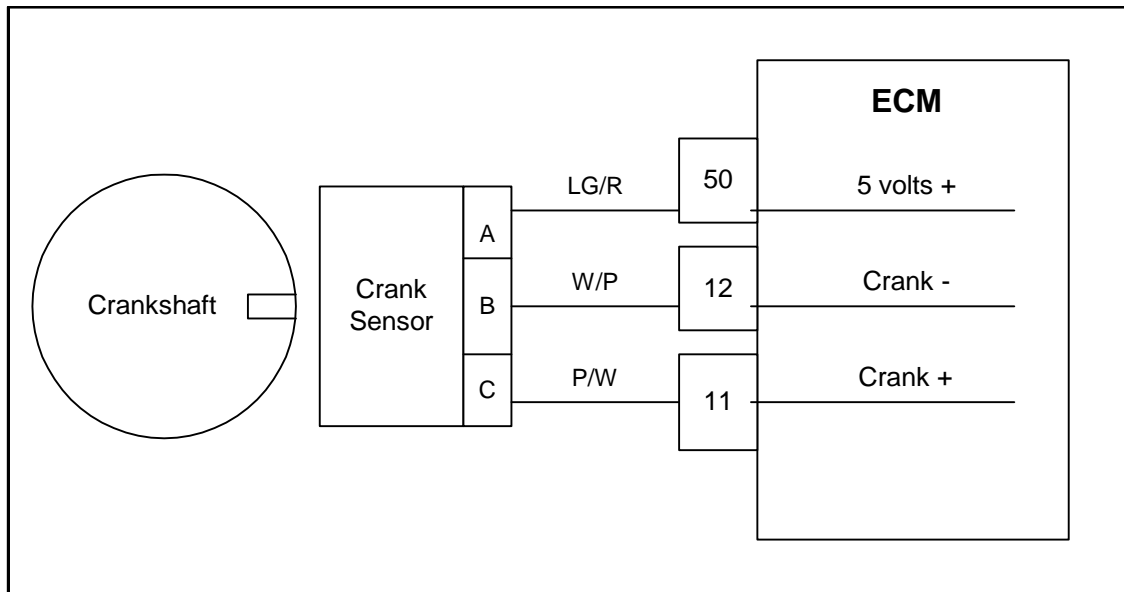 ECM
Crankshaft
Crank
Sensor
A
B
C
LG/R
50
5 volts +
W/P
12
Crank -
P/W
11
Crank +